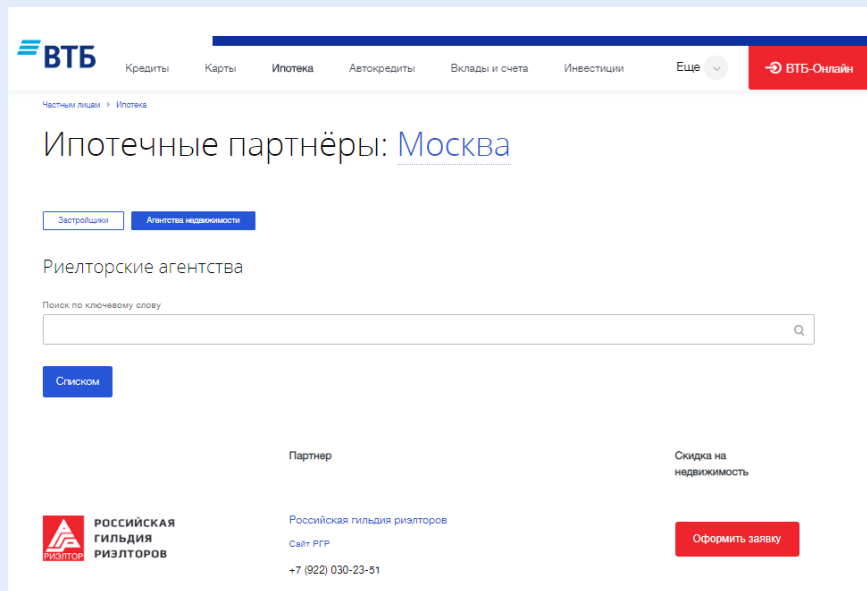 ВТБ
Кредиты Карты Ипотека Автокредиты Вклады и счета Инвестиции Еще ВТБ-Онлайн
Частным лицам Ипотека
Ипотечные партнёры: Москва
Застройщики Агентства недвижимости
Риелторские агентства
Поиск по ключевому слову
Списком
Партнер
Скидка на
недвижимость
РОССИЙСКАЯ
ГИЛЬДИЯ
РИЭЛТОРОВ
РИЭЛТОР
Российская гильдия риэлторов
Сайт РГР
+7 (922) 030-23-51
Оформить заявку